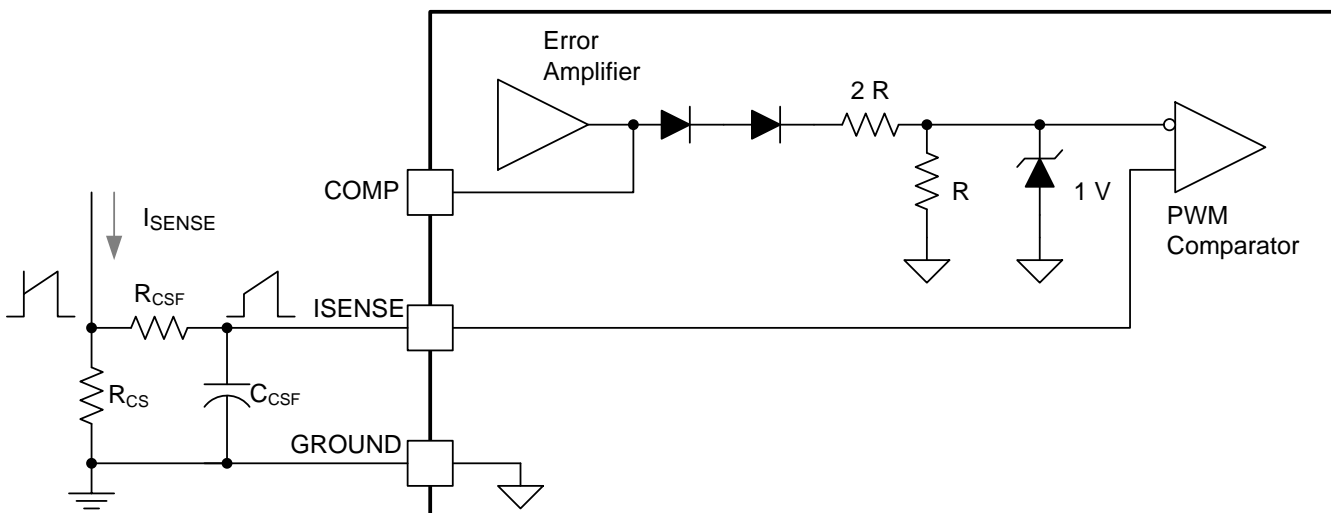 Error
Amplifier
2 R
COMP
R
1 V
PWM
Comparator
ISENSE
RCSF
ISENSE
RCS
CCSF
GROUND